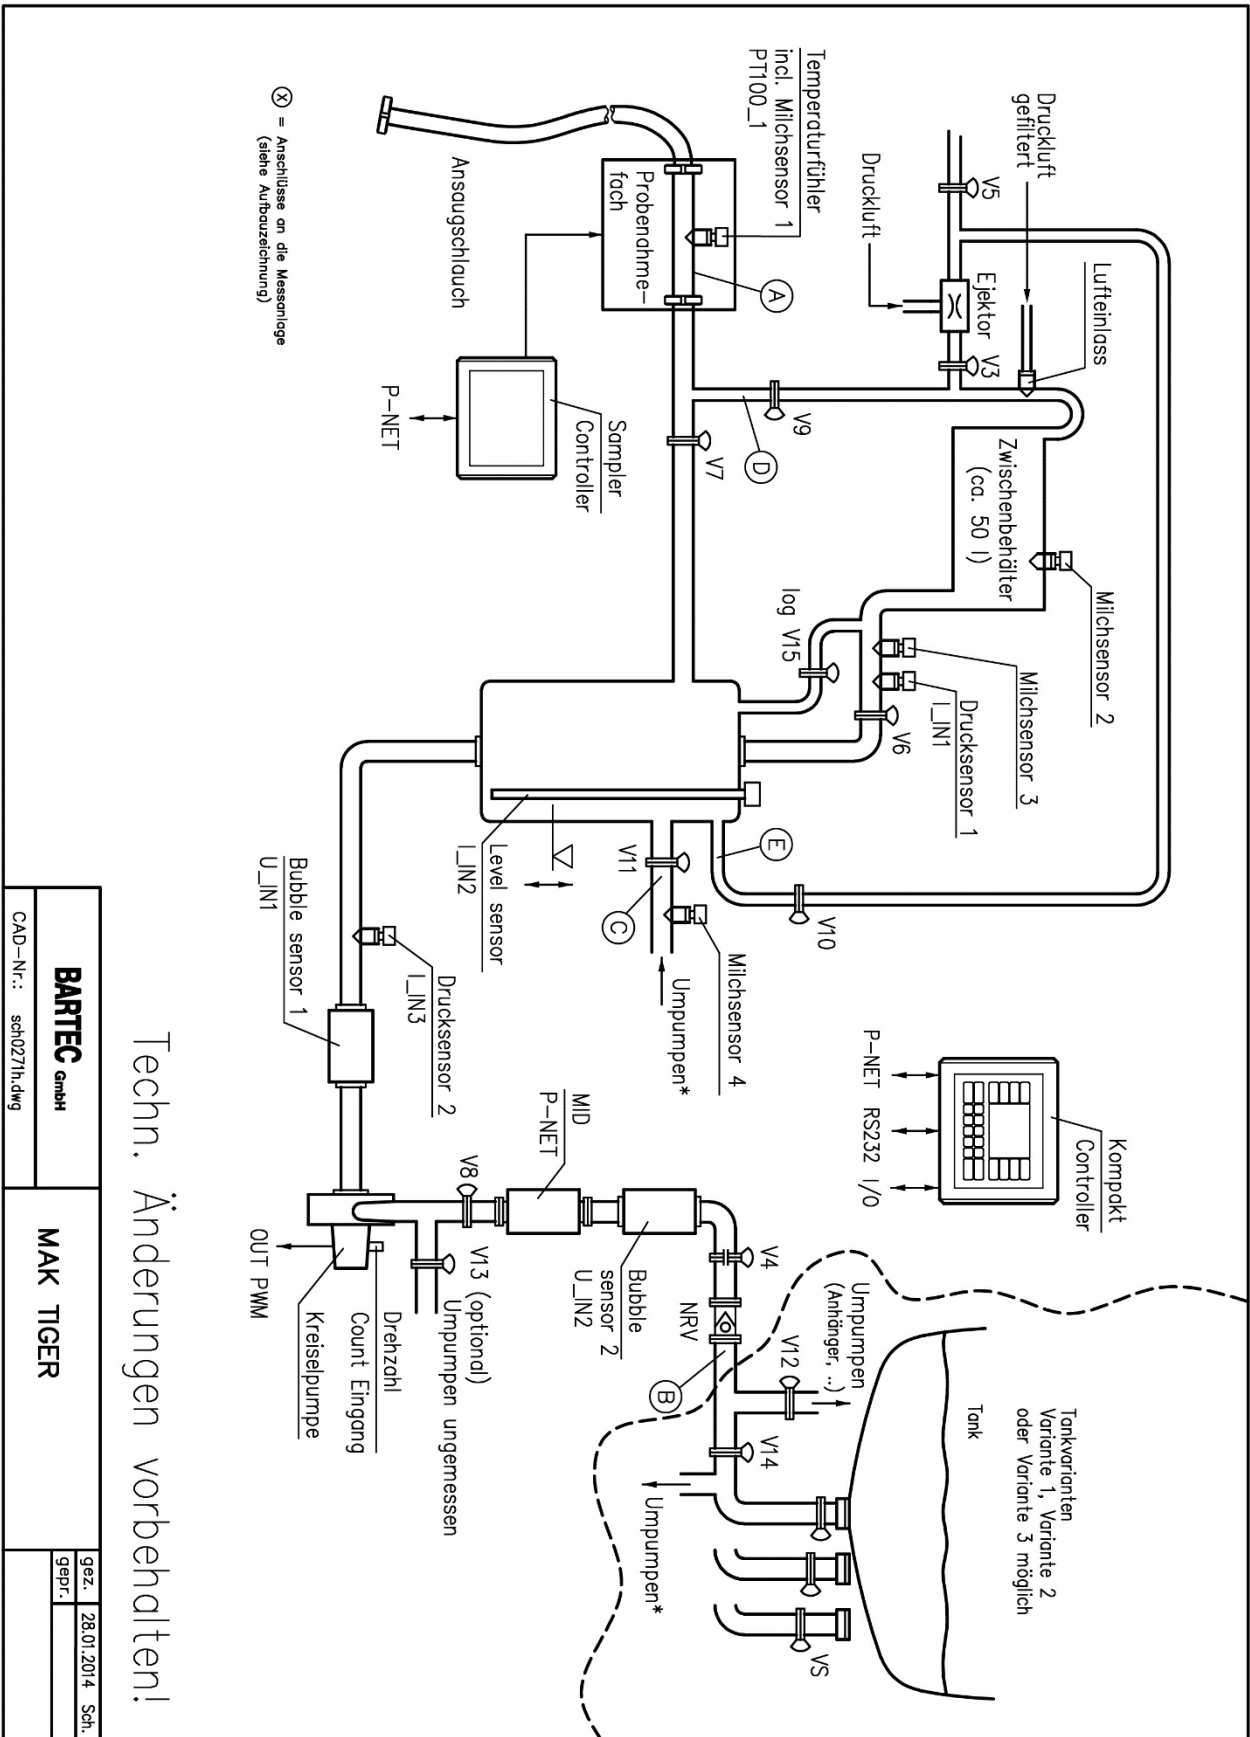 Druckluft
gefiltert
V5
Lufteinlass
Temperaturfühler
incl. Milchsensor 1
PT100_1
Druckluft
Ejektor
V3
A
Probenahme-
fach
Ansaugschlauch
V9
D
V7
Zwischenbehälter
(ca. 50 l)
Milchsensor 2
Milchsensor 3
Drucksensor 1
I_IN1
V6
log V15
Sampler
Controller
P-NET
Ⓧ = Anschlüsse an die Messanlage
(siehe Aufbauzeichnung)
E
V10
V11
C
Level sensor
I_IN2
Milchsensor 4
Umpumpen*
Bubble sensor 1
U_IN1
Drucksensor 2
I_IN3
Kompakt
Controller
P-NET RS232 I/O
MID
P-NET
V8
V13 (optional)
Umpumpen ungemessen
Bubble
sensor 2
U_IN2
V4
NRV
B
V12
Umpumpen
(Anhänger, ..)
V14
Umpumpen*
OUT PWM
Drehzahl
Count Eingang
Kreiselpumpe
Tank
Tankvarianten
Variante 1, Variante 2
oder Variante 3 möglich
VS
Techn. Änderungen vorbehalten!
BARTEC GmbH
CAD-Nr.: sch0271h.dwg
MAK TIGER
gez. 28.01.2014 Sch.
gepr.